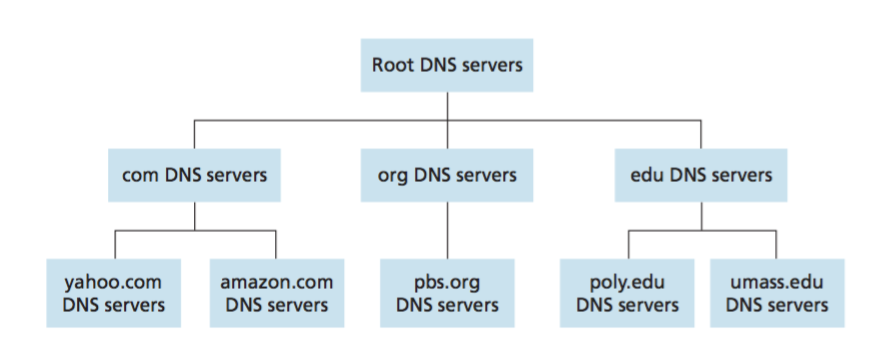 Root DNS servers
com DNS servers
org DNS servers
edu DNS servers
yahoo.com
DNS servers
amazon.com
DNS servers
pbs.org
DNS servers
poly.edu
DNS servers
umass.edu
DNS servers